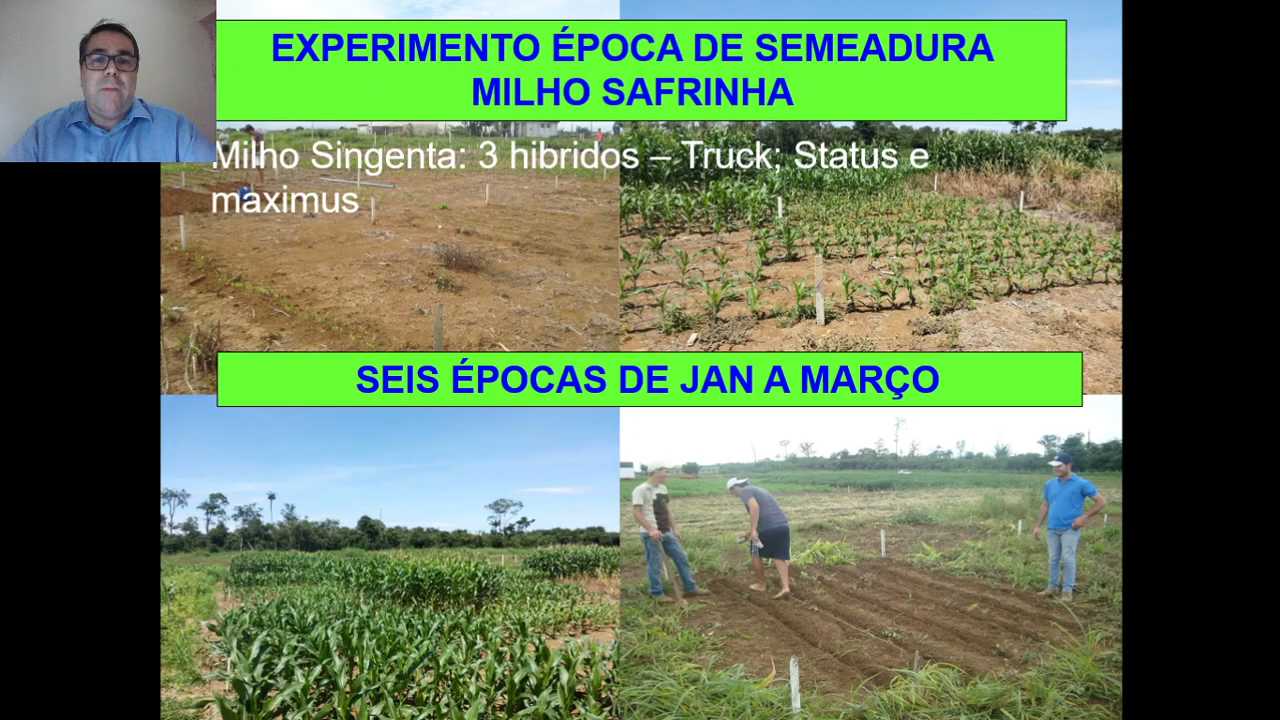 EXPERIMENTO ÉPOCA DE SEMEADURA
MILHO SAFRINHA
Milho Singenta: 3 hibridos – Truck; Status e
maximus
SEIS ÉPOCAS DE JAN A MARÇO